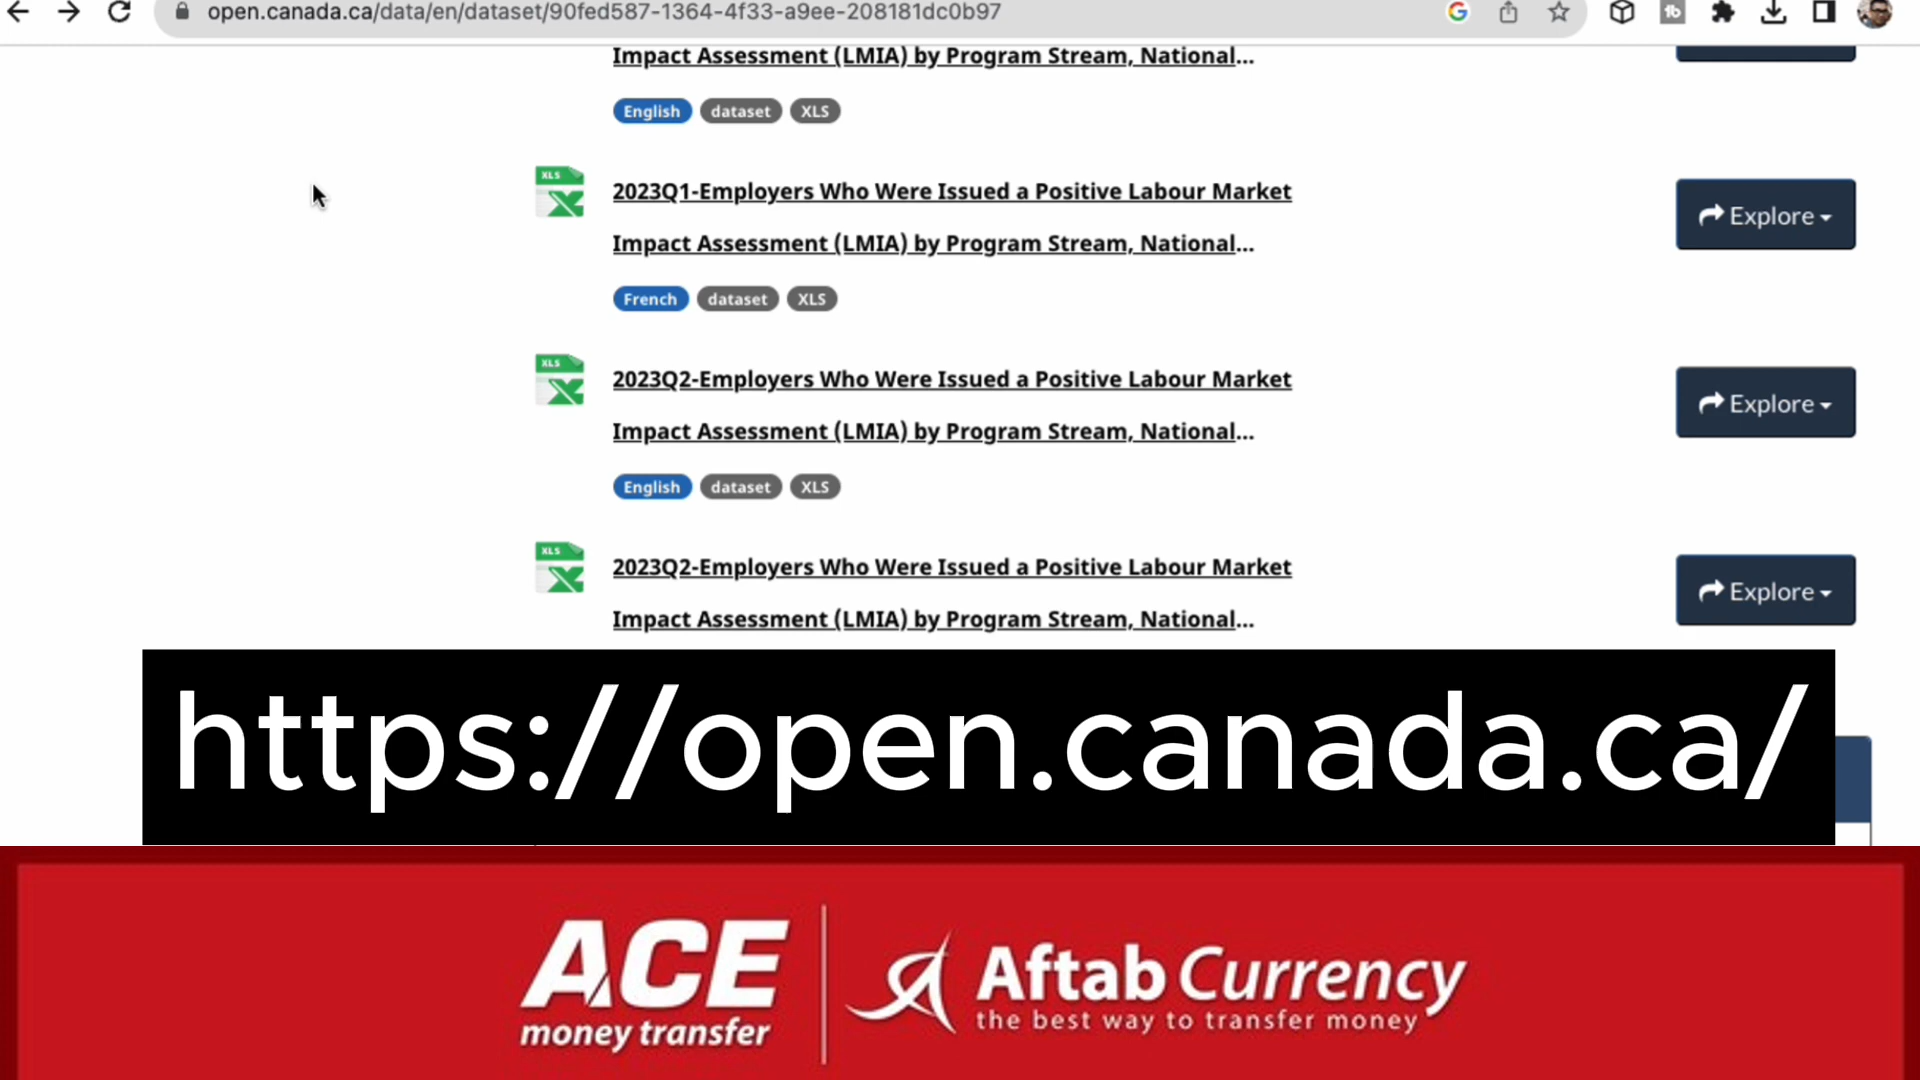 open.canada.ca/data/en/dataset/90fed587-1364-4f33-a9ee-208181dc0b97
Impact Assessment (LMIA) by Program Stream, National...
English dataset XLS
XLS
2023Q1-Employers Who Were Issued a Positive Labour Market
Impact Assessment (LMIA) by Program Stream, National...
Explore
French dataset XLS
XLS
2023Q2-Employers Who Were Issued a Positive Labour Market
Impact Assessment (LMIA) by Program Stream, National...
Explore
English dataset XLS
XLS
2023Q2-Employers Who Were Issued a Positive Labour Market
Impact Assessment (LMIA) by Program Stream, National...
Explore
https://open.canada.ca/
ACE
money transfer
Aftab Currency
the best way to transfer money